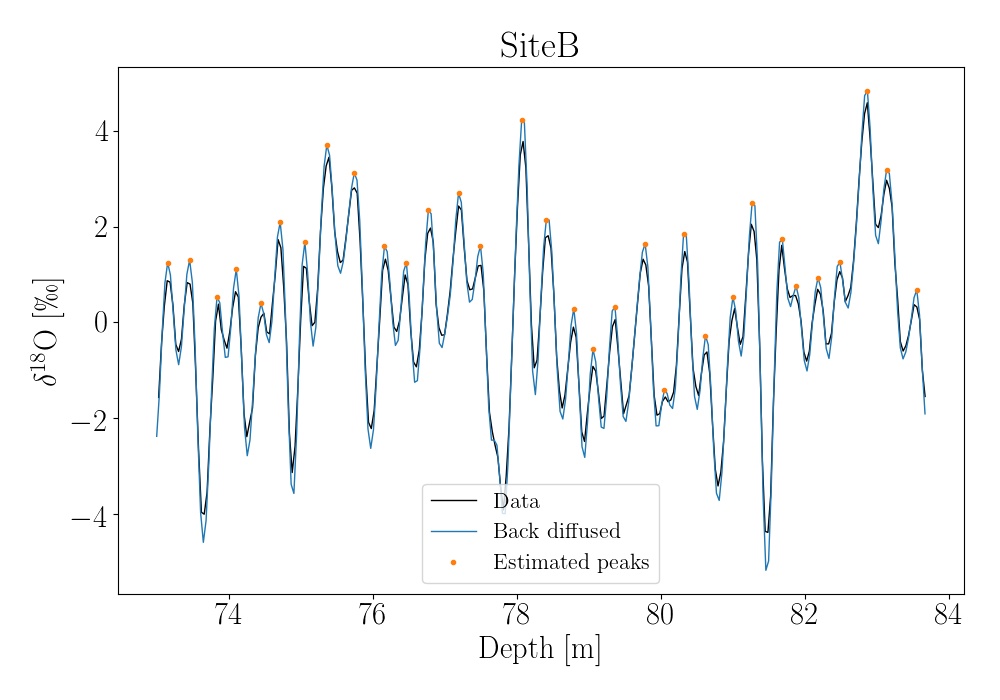 SiteB
δ¹⁸O [‰]
4
2
0
−2
−4
Data
Back diffused
Estimated peaks
74 76 78 80 82 84
Depth [m]